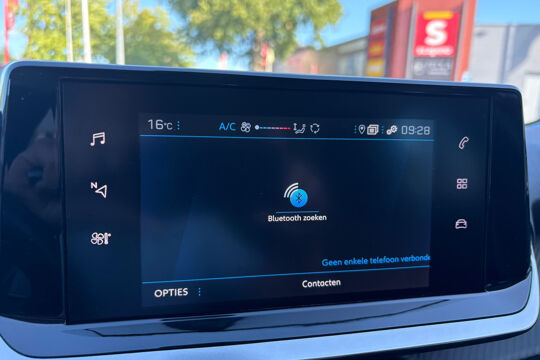 16°C A/C 09:28
N
Bluetooth zoeken
Geen enkele telefoon verbonde
Contacten
OPTIES
S